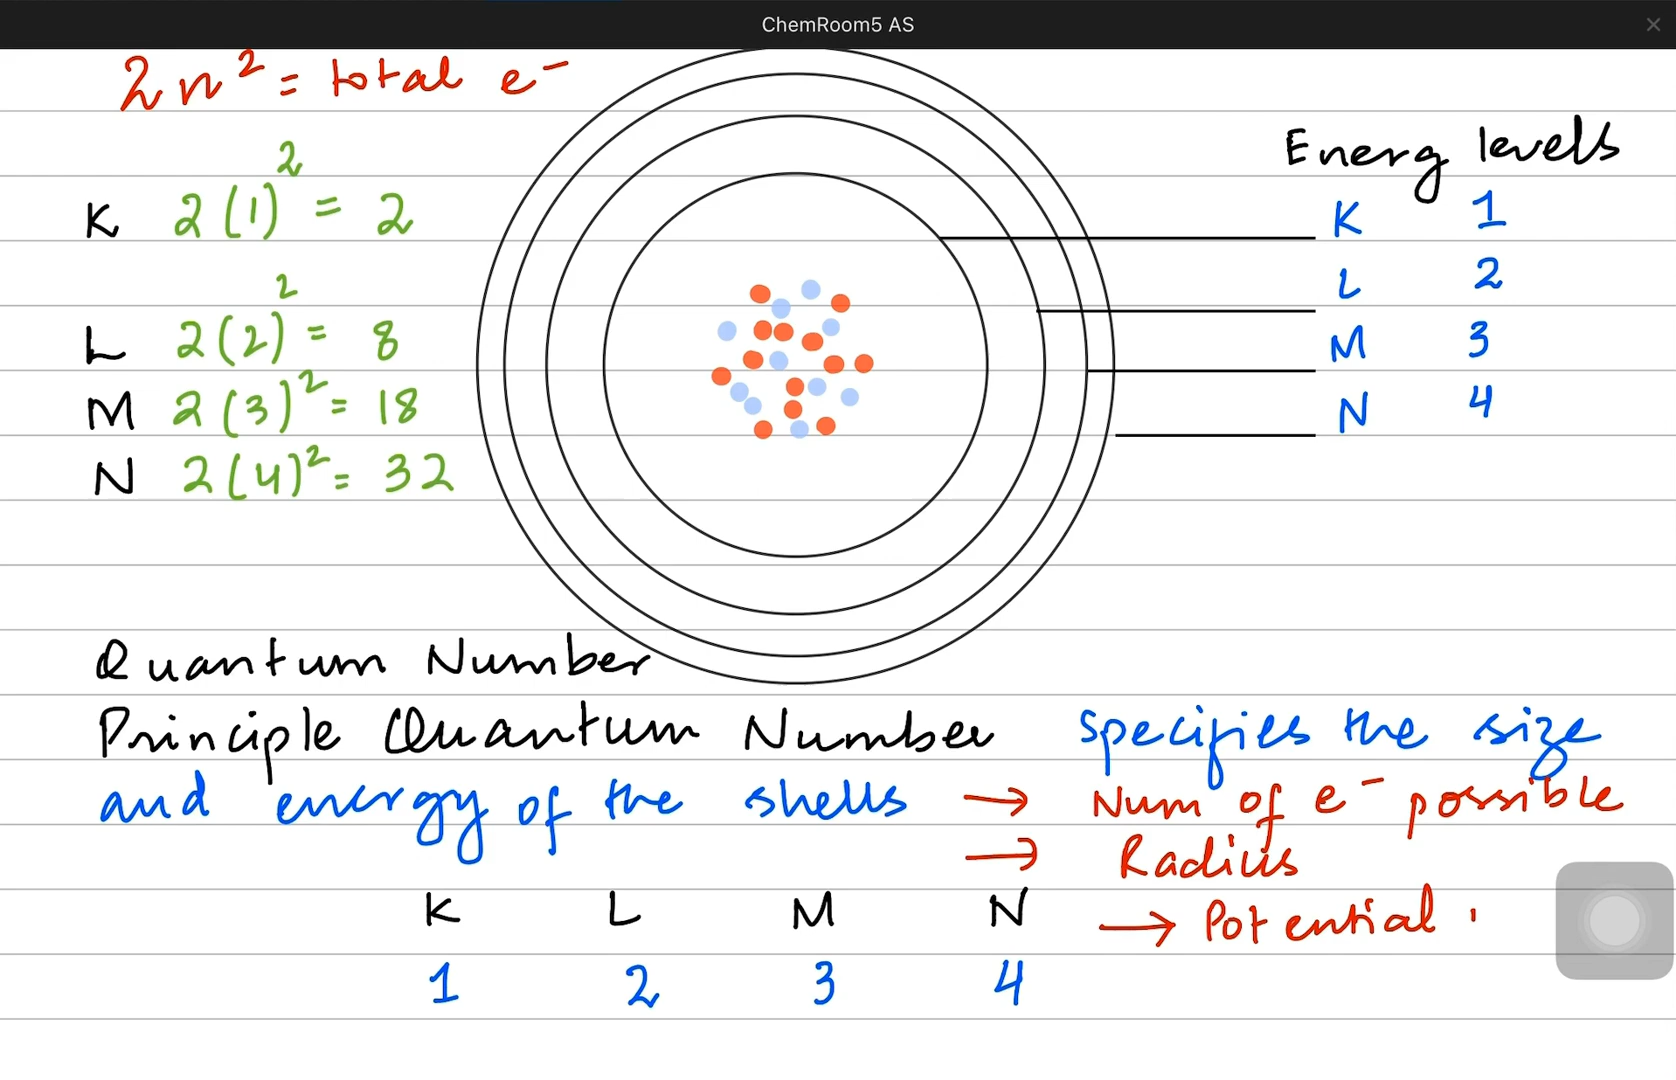 ChemRoom5 AS
2n² = total e⁻
K 2(1)² = 2
L 2(2)² = 8
M 2(3)² = 18
N 2(4)² = 32
Energy levels
K 1
L 2
M 3
N 4
Quantum Number
Principle Quantum Number specifies the size
and energy of the shells → Num of e⁻ possible
→ Radius
K L M N → Potential
1 2 3 4